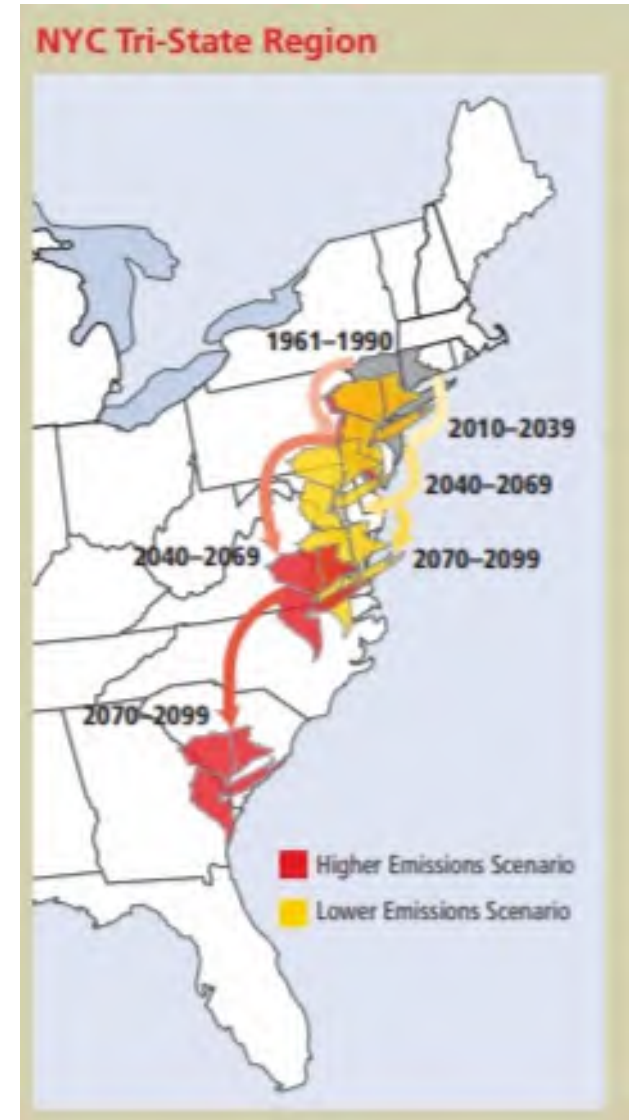 NYC Tri-State Region
1961–1990
2010–2039
2040–2069
2040–2069
2070–2099
2070–2099
Higher Emissions Scenario
Lower Emissions Scenario